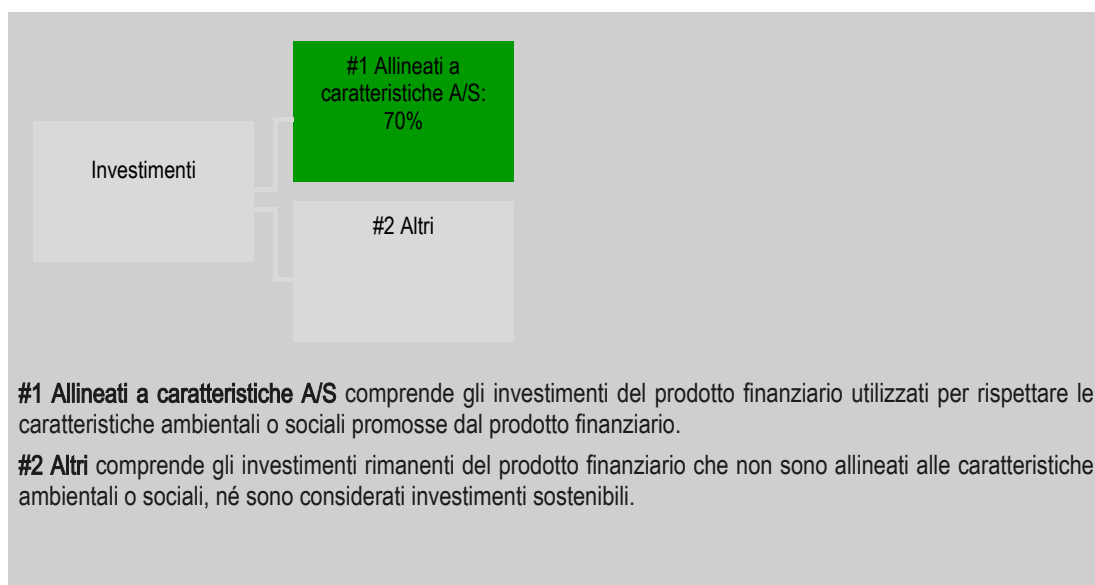 #1 Allineati a
caratteristiche A/S:
70%
Investimenti
#2 Altri
#1 Allineati a caratteristiche A/S comprende gli investimenti del prodotto finanziario utilizzati per rispettare le
caratteristiche ambientali o sociali promosse dal prodotto finanziario.
#2 Altri comprende gli investimenti rimanenti del prodotto finanziario che non sono allineati alle caratteristiche
ambientali o sociali, né sono considerati investimenti sostenibili.